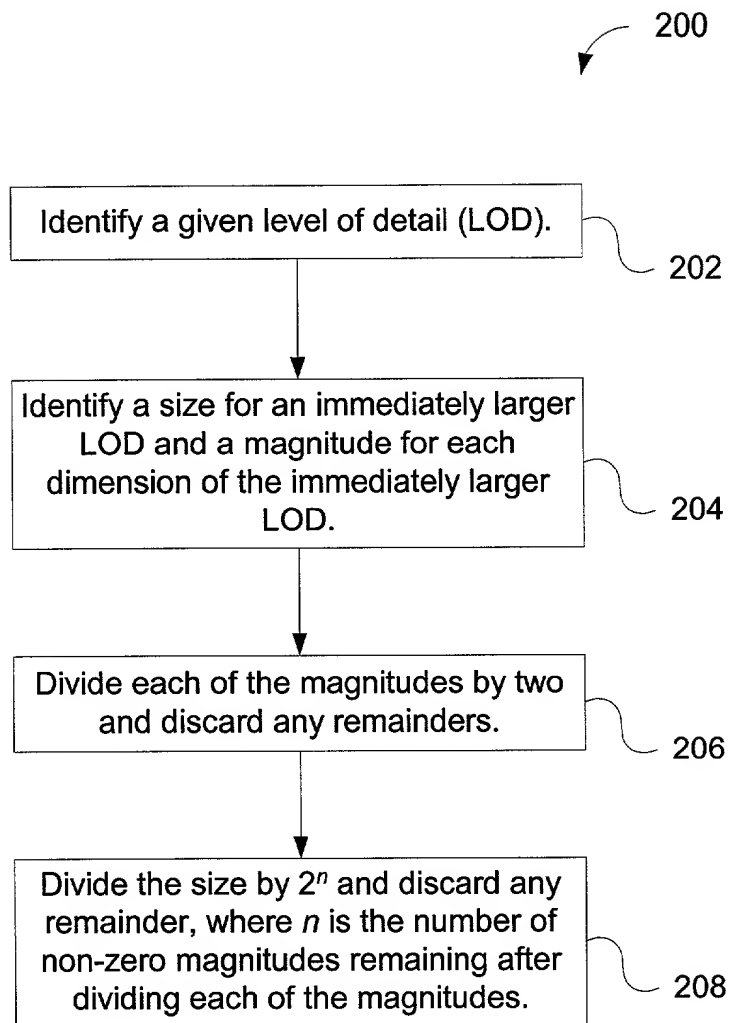 200
Identify a given level of detail (LOD).
202
Identify a size for an immediately larger
LOD and a magnitude for each
dimension of the immediately larger
LOD.
204
Divide each of the magnitudes by two
and discard any remainders.
206
Divide the size by 2ⁿ and discard any
remainder, where n is the number of
non-zero magnitudes remaining after
dividing each of the magnitudes.
208